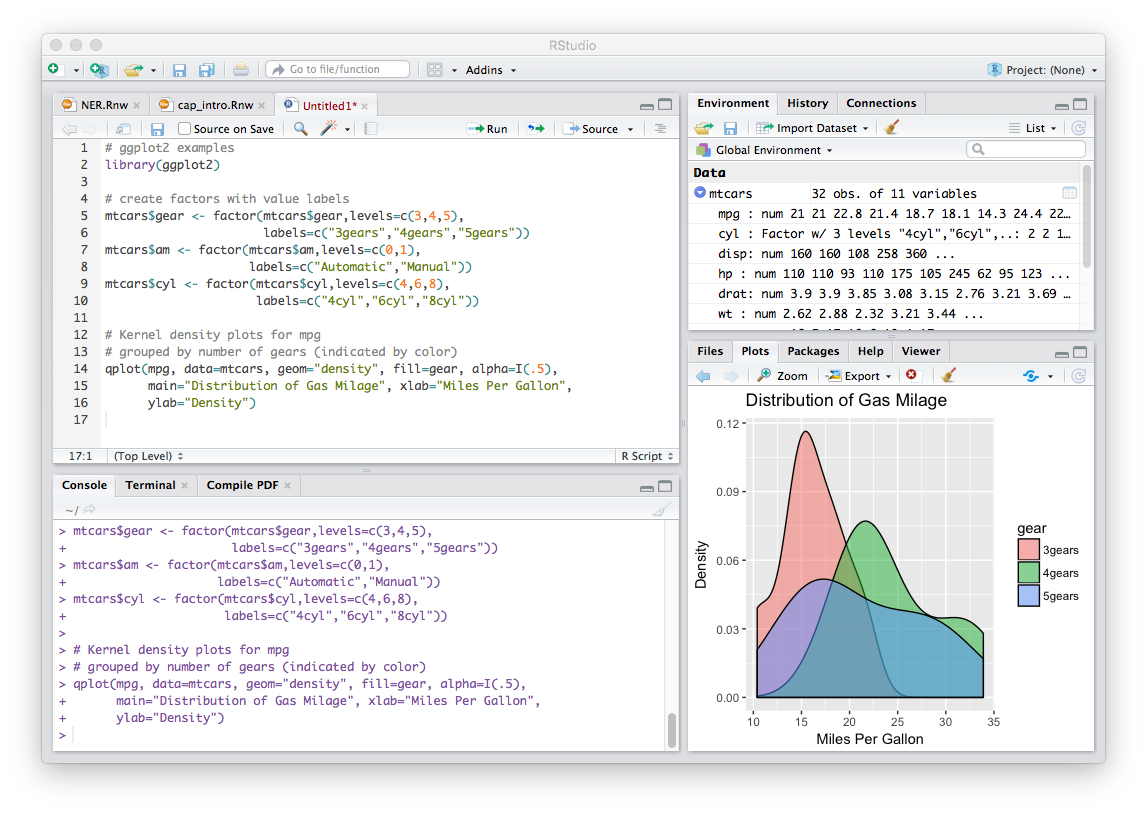 RStudio
Go to file/function
Addins
Project: (None)
NER.Rnw
cap_intro.Rnw
Untitled1*
Source on Save
Run
Source
1 # ggplot2 examples
2 library(ggplot2)
3
4 # create factors with value labels
5 mtcars$gear <- factor(mtcars$gear,levels=c(3,4,5),
6 labels=c("3gears","4gears","5gears"))
7 mtcars$am <- factor(mtcars$am,levels=c(0,1),
8 labels=c("Automatic","Manual"))
9 mtcars$cyl <- factor(mtcars$cyl,levels=c(4,6,8),
10 labels=c("4cyl","6cyl","8cyl"))
11
12 # Kernel density plots for mpg
13 # grouped by number of gears (indicated by color)
14 qplot(mpg, data=mtcars, geom="density", fill=gear, alpha=I(.5),
15 main="Distribution of Gas Milage", xlab="Miles Per Gallon",
16 ylab="Density")
17
17:1 (Top Level) R Script
Console Terminal Compile PDF
~/
> mtcars$gear <- factor(mtcars$gear,levels=c(3,4,5),
+ labels=c("3gears","4gears","5gears"))
> mtcars$am <- factor(mtcars$am,levels=c(0,1),
+ labels=c("Automatic","Manual"))
> mtcars$cyl <- factor(mtcars$cyl,levels=c(4,6,8),
+ labels=c("4cyl","6cyl","8cyl"))
>
> # Kernel density plots for mpg
> # grouped by number of gears (indicated by color)
> qplot(mpg, data=mtcars, geom="density", fill=gear, alpha=I(.5),
+ main="Distribution of Gas Milage", xlab="Miles Per Gallon",
+ ylab="Density")
>
Environment History Connections
Import Dataset List
Global Environment
Data
mtcars 32 obs. of 11 variables
mpg : num 21 21 22.8 21.4 18.7 18.1 14.3 24.4 22…
cyl : Factor w/ 3 levels "4cyl","6cyl",..: 2 2 1…
disp: num 160 160 108 258 360 ...
hp : num 110 110 93 110 175 105 245 62 95 123 ...
drat: num 3.9 3.9 3.85 3.08 3.15 2.76 3.21 3.69 …
wt : num 2.62 2.88 2.32 3.21 3.44 ...
Files Plots Packages Help Viewer
Zoom Export
Distribution of Gas Milage
0.12
0.09
0.06
0.03
0.00
Density
10 15 20 25 30 35
Miles Per Gallon
gear
3gears
4gears
5gears